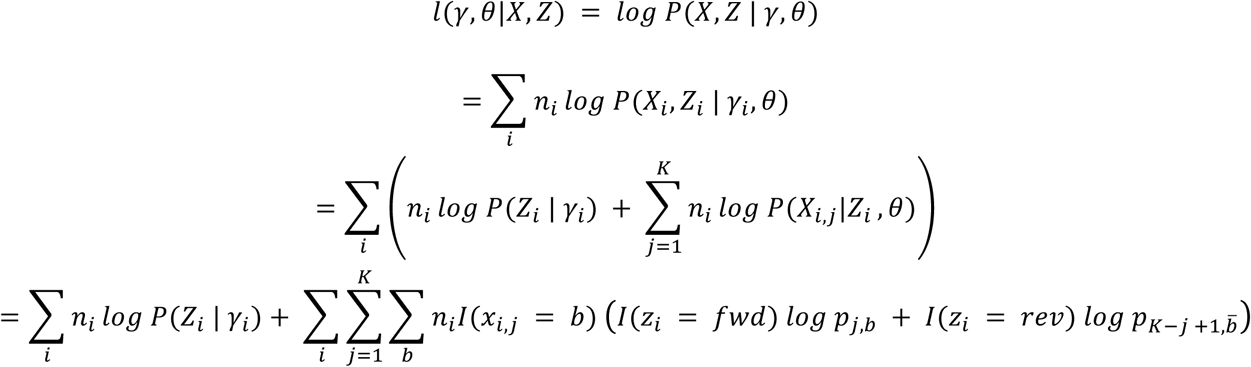 l(γ, θ|X, Z) = log P(X, Z | γ, θ)
= ∑_i n_i log P(X_i, Z_i | γ_i, θ)
= ∑_i ( n_i log P(Z_i | γ_i) + ∑_{j=1}^{K} n_i log P(X_{i,j}|Z_i , θ) )
= ∑_i n_i log P(Z_i | γ_i) + ∑_i ∑_{j=1}^{K} ∑_b n_i I(x_{i,j} = b) (I(z_i = fwd) log p_{j,b} + I(z_i = rev) log p_{K−j +1,b̄})